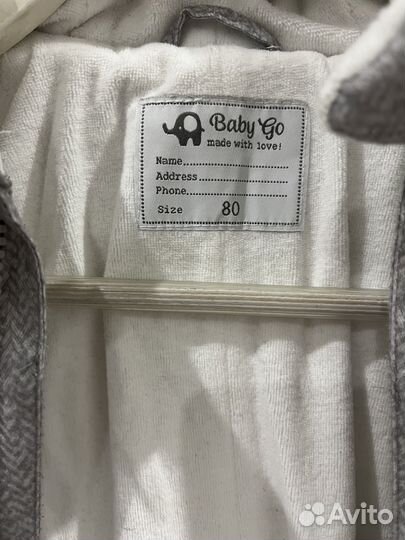 Baby Go
made with love!
Name..............................
Address..........................
Phone............................
Size 80
Avito